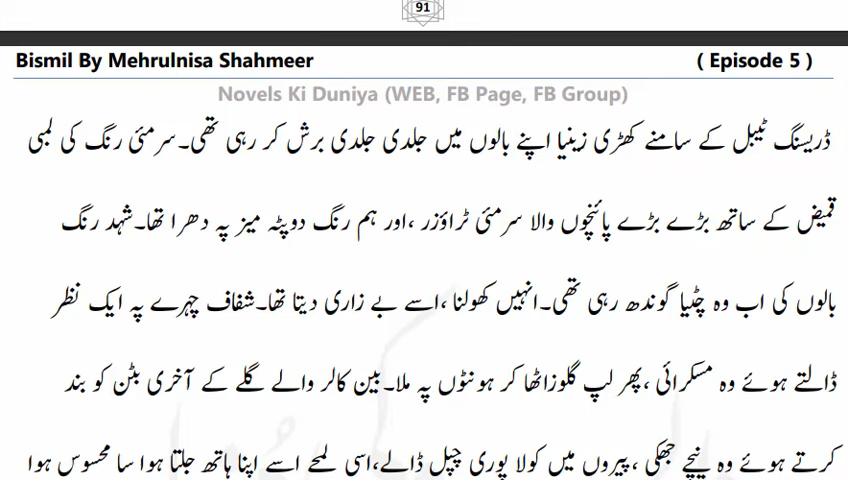 91
Bismil By Mehrulnisa Shahmeer ( Episode 5 )
Novels Ki Duniya (WEB, FB Page, FB Group)
ڈریسنگ ٹیبل کے سامنے کھڑی زینیا اپنے بالوں میں جلدی جلدی برش کر رہی تھی۔سرمئی رنگ کی لمبی
قمیض کے ساتھ بڑے بڑے پائنچوں والا سرمئی ٹراؤزر ،اور ہم رنگ دوپٹہ میز پہ دھرا تھا۔شہد رنگ
بالوں کی اب وہ چٹیا گوندھ رہی تھی۔انہیں کھولنا ،اسے بے زاری دیتا تھا۔شفاف چہرے پہ ایک نظر
ڈالتے ہوئے وہ مسکرائی ،پھر لپ گلوزاٹھا کر ہونٹوں پہ ملا۔بین کالر والے گلے کے آخری بٹن کو بند
کرتے ہوئے وہ نیچے جھکی ،پیروں میں کولا پوری چپل ڈالے،اسی لمحے اسے اپنا ہاتھ جلتا ہوا سا محسوس ہوا